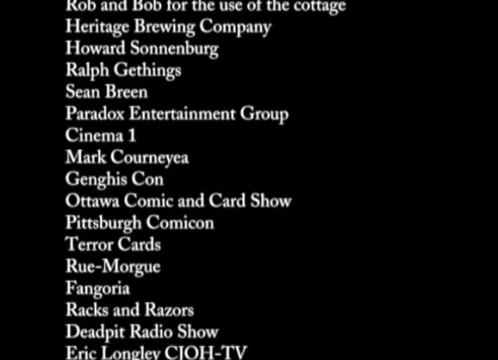 Rob and Bob for the use of the cottage
Heritage Brewing Company
Howard Sonnenburg
Ralph Gethings
Sean Breen
Paradox Entertainment Group
Cinema 1
Mark Courneyea
Genghis Con
Ottawa Comic and Card Show
Pittsburgh Comicon
Terror Cards
Rue-Morgue
Fangoria
Racks and Razors
Deadpit Radio Show
Eric Longley CJOH-TV